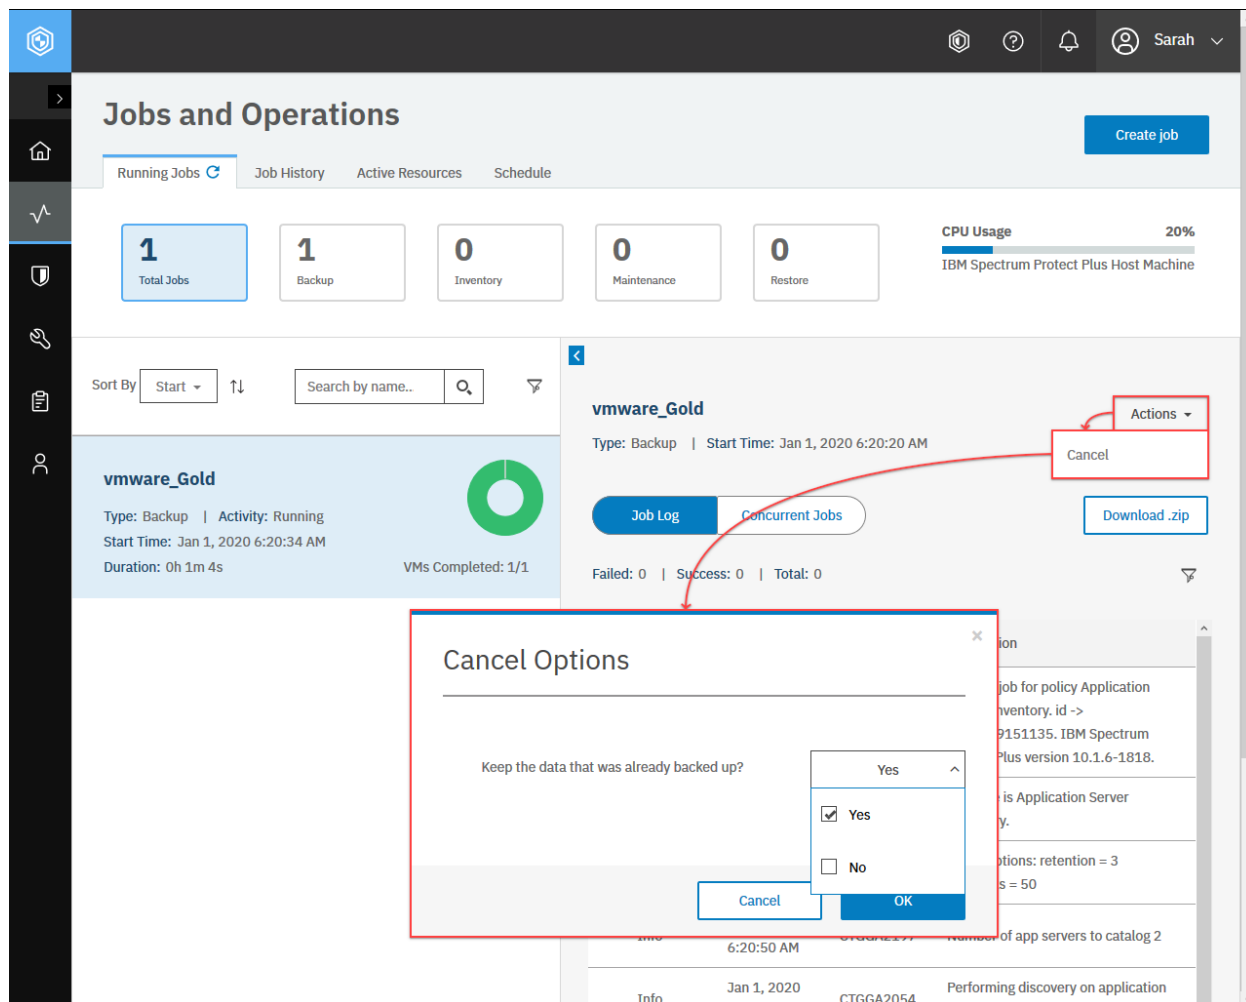 Sarah
Jobs and Operations
Create job
Running Jobs Job History Active Resources Schedule
1
Total Jobs
1
Backup
0
Inventory
0
Maintenance
0
Restore
CPU Usage 20%
IBM Spectrum Protect Plus Host Machine
Sort By Start Search by name..
vmware_Gold
Type: Backup | Activity: Running
Start Time: Jan 1, 2020 6:20:34 AM
Duration: 0h 1m 4s VMs Completed: 1/1
vmware_Gold
Actions
Type: Backup | Start Time: Jan 1, 2020 6:20:20 AM
Cancel
Job Log Concurrent Jobs Download .zip
Failed: 0 | Success: 0 | Total: 0
ion
job for policy Application
nventory. id ->
9151135. IBM Spectrum
Plus version 10.1.6-1818.
is Application Server
y.
ptions: retention = 3
s = 50
Cancel Options
Keep the data that was already backed up? Yes
Yes
No
Cancel OK
Info 6:20:50 AM CTGGA2197 Number of app servers to catalog 2
Info Jan 1, 2020 CTGGA2054 Performing discovery on application